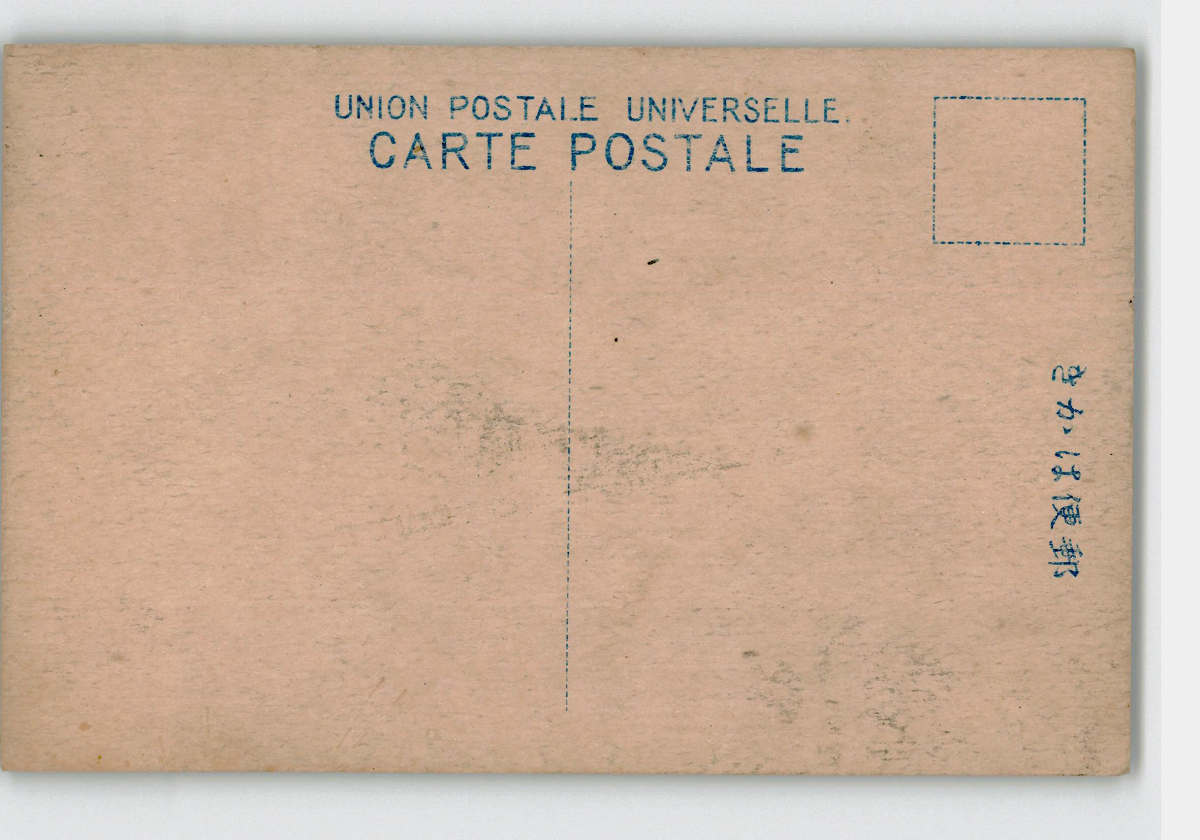 UNION POSTALE UNIVERSELLE.
CARTE POSTALE
きかは便郵